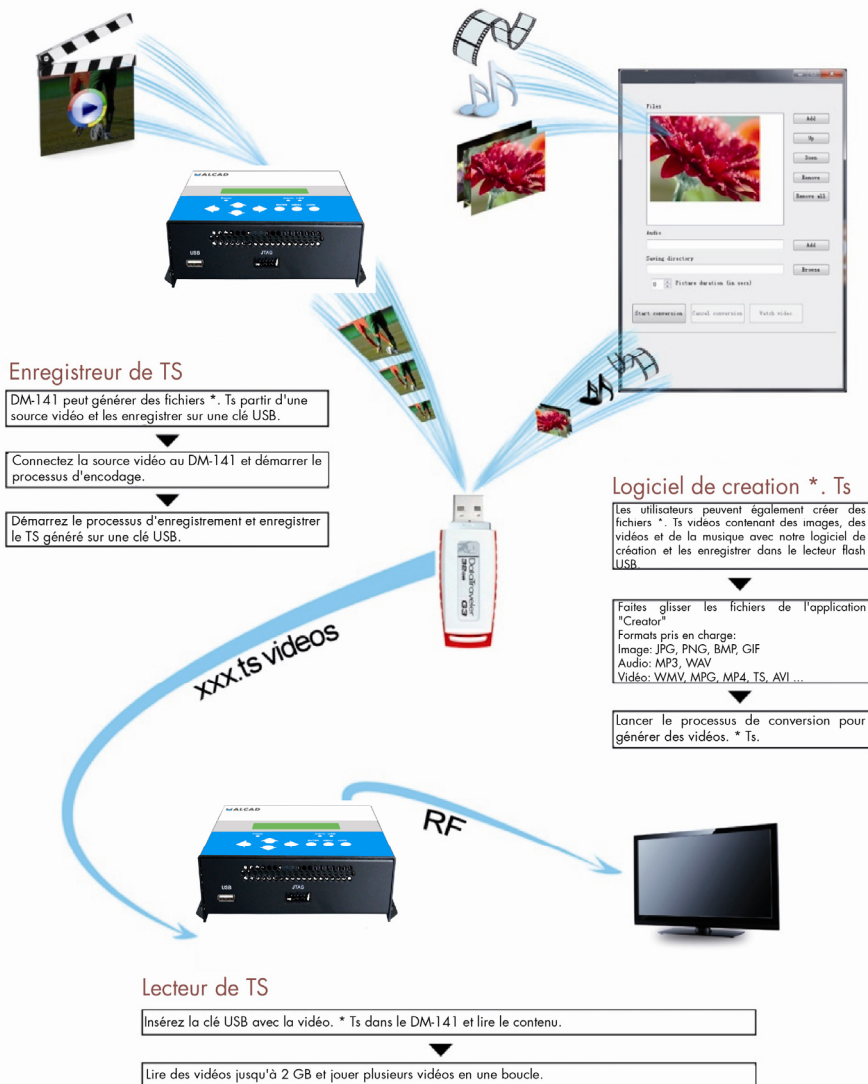 ALCAD
USB
JTAG
Files
Add
Up
Down
Remove
Remove all
Audio
Add
Saving directory
Browse
0 Picture duration (in secs)
Start conversion
Cancel conversion
Watch video
Enregistreur de TS
DM-141 peut générer des fichiers *. Ts partir d'une
source vidéo et les enregistrer sur une clé USB.
Connectez la source vidéo au DM-141 et démarrer le
processus d'encodage.
Démarrez le processus d'enregistrement et enregistrer
le TS généré sur une clé USB.
DataTraveler G3
32GB
Logiciel de creation *. Ts
Les utilisateurs peuvent également créer des
fichiers *. Ts vidéos contenant des images, des
vidéos et de la musique avec notre logiciel de
création et les enregistrer dans le lecteur flash
USB.
Faites glisser les fichiers de l'application
"Creator"
Formats pris en charge:
Image: JPG, PNG, BMP, GIF
Audio: MP3, WAV
Vidéo: WMV, MPG, MP4, TS, AVI ...
Lancer le processus de conversion pour
générer des vidéos. * Ts.
xxx.ts videos
ALCAD
USB
JTAG
RF
Lecteur de TS
Insérez la clé USB avec la vidéo. * Ts dans le DM-141 et lire le contenu.
Lire des vidéos jusqu'à 2 GB et jouer plusieurs vidéos en une boucle.